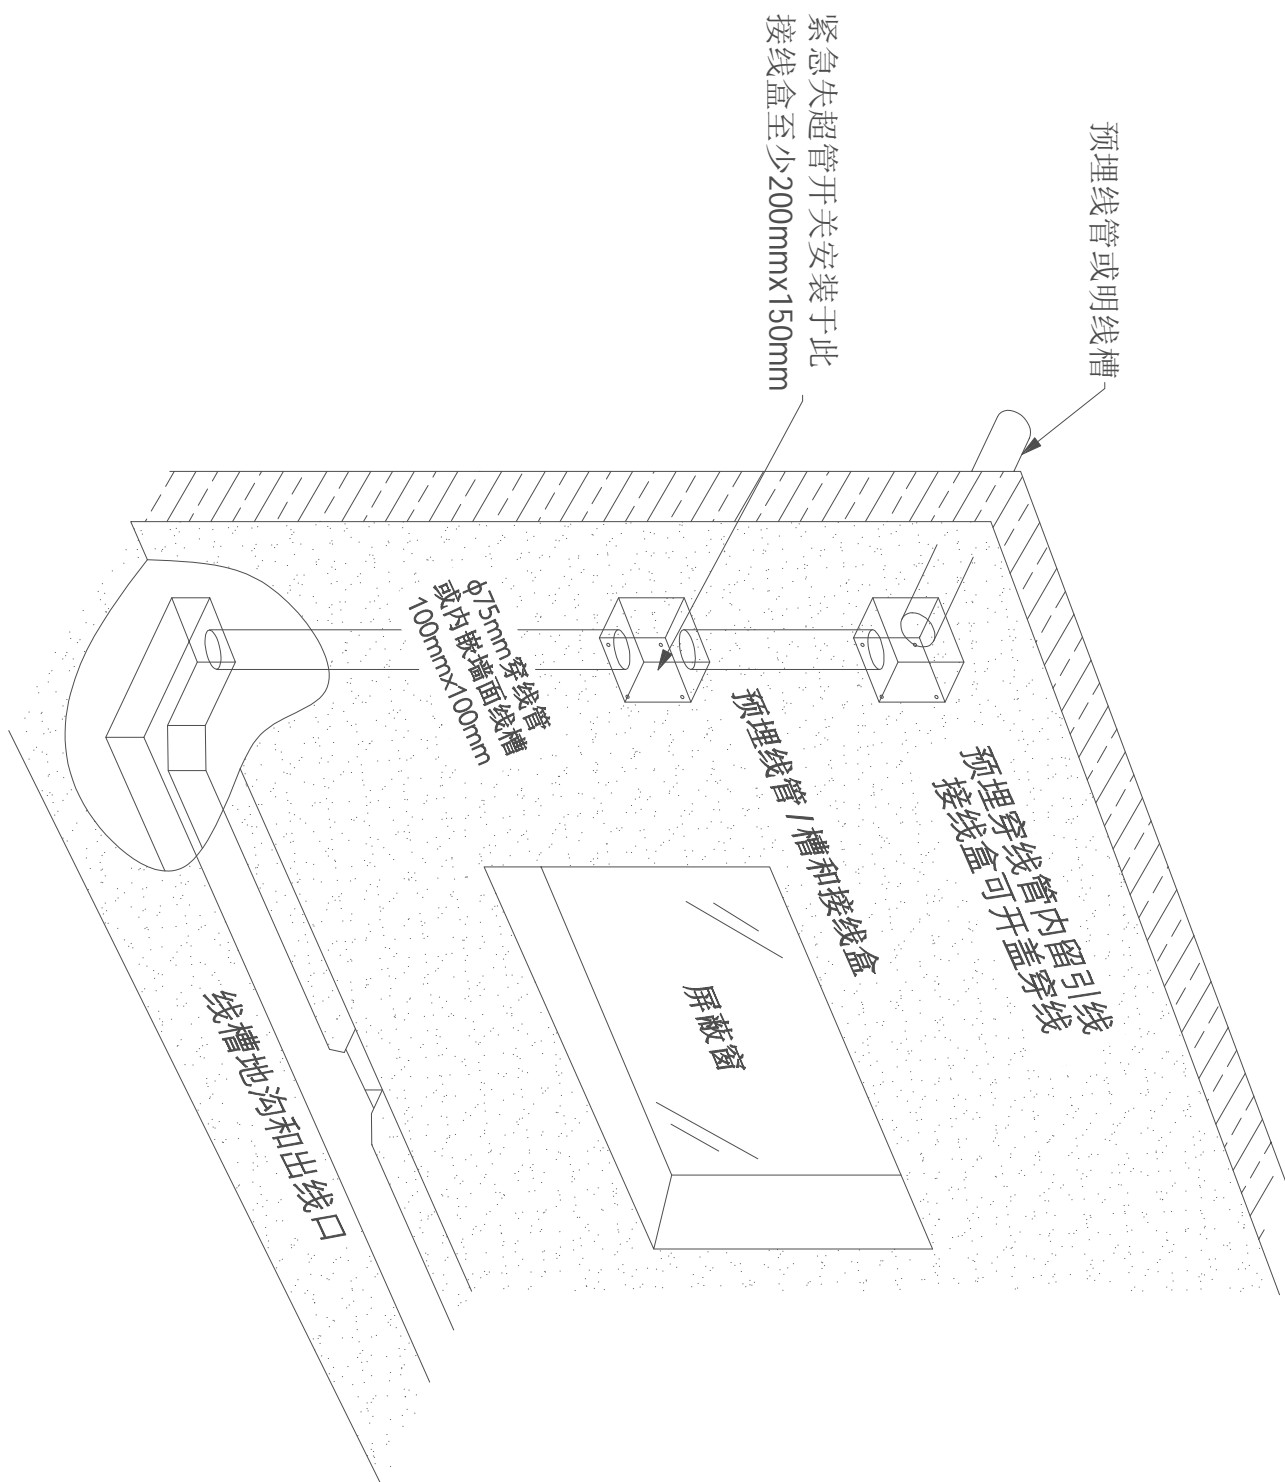 预埋线管或明线槽
紧急失超管开关安装于此
接线盒至少200mmx150mm
预埋穿线管内留引线
接线盒可开盖穿线
预埋线管/槽和接线盒
ф75mm穿线管
或内嵌墙面线槽
100mmx100mm
屏蔽窗
线槽地沟和出线口